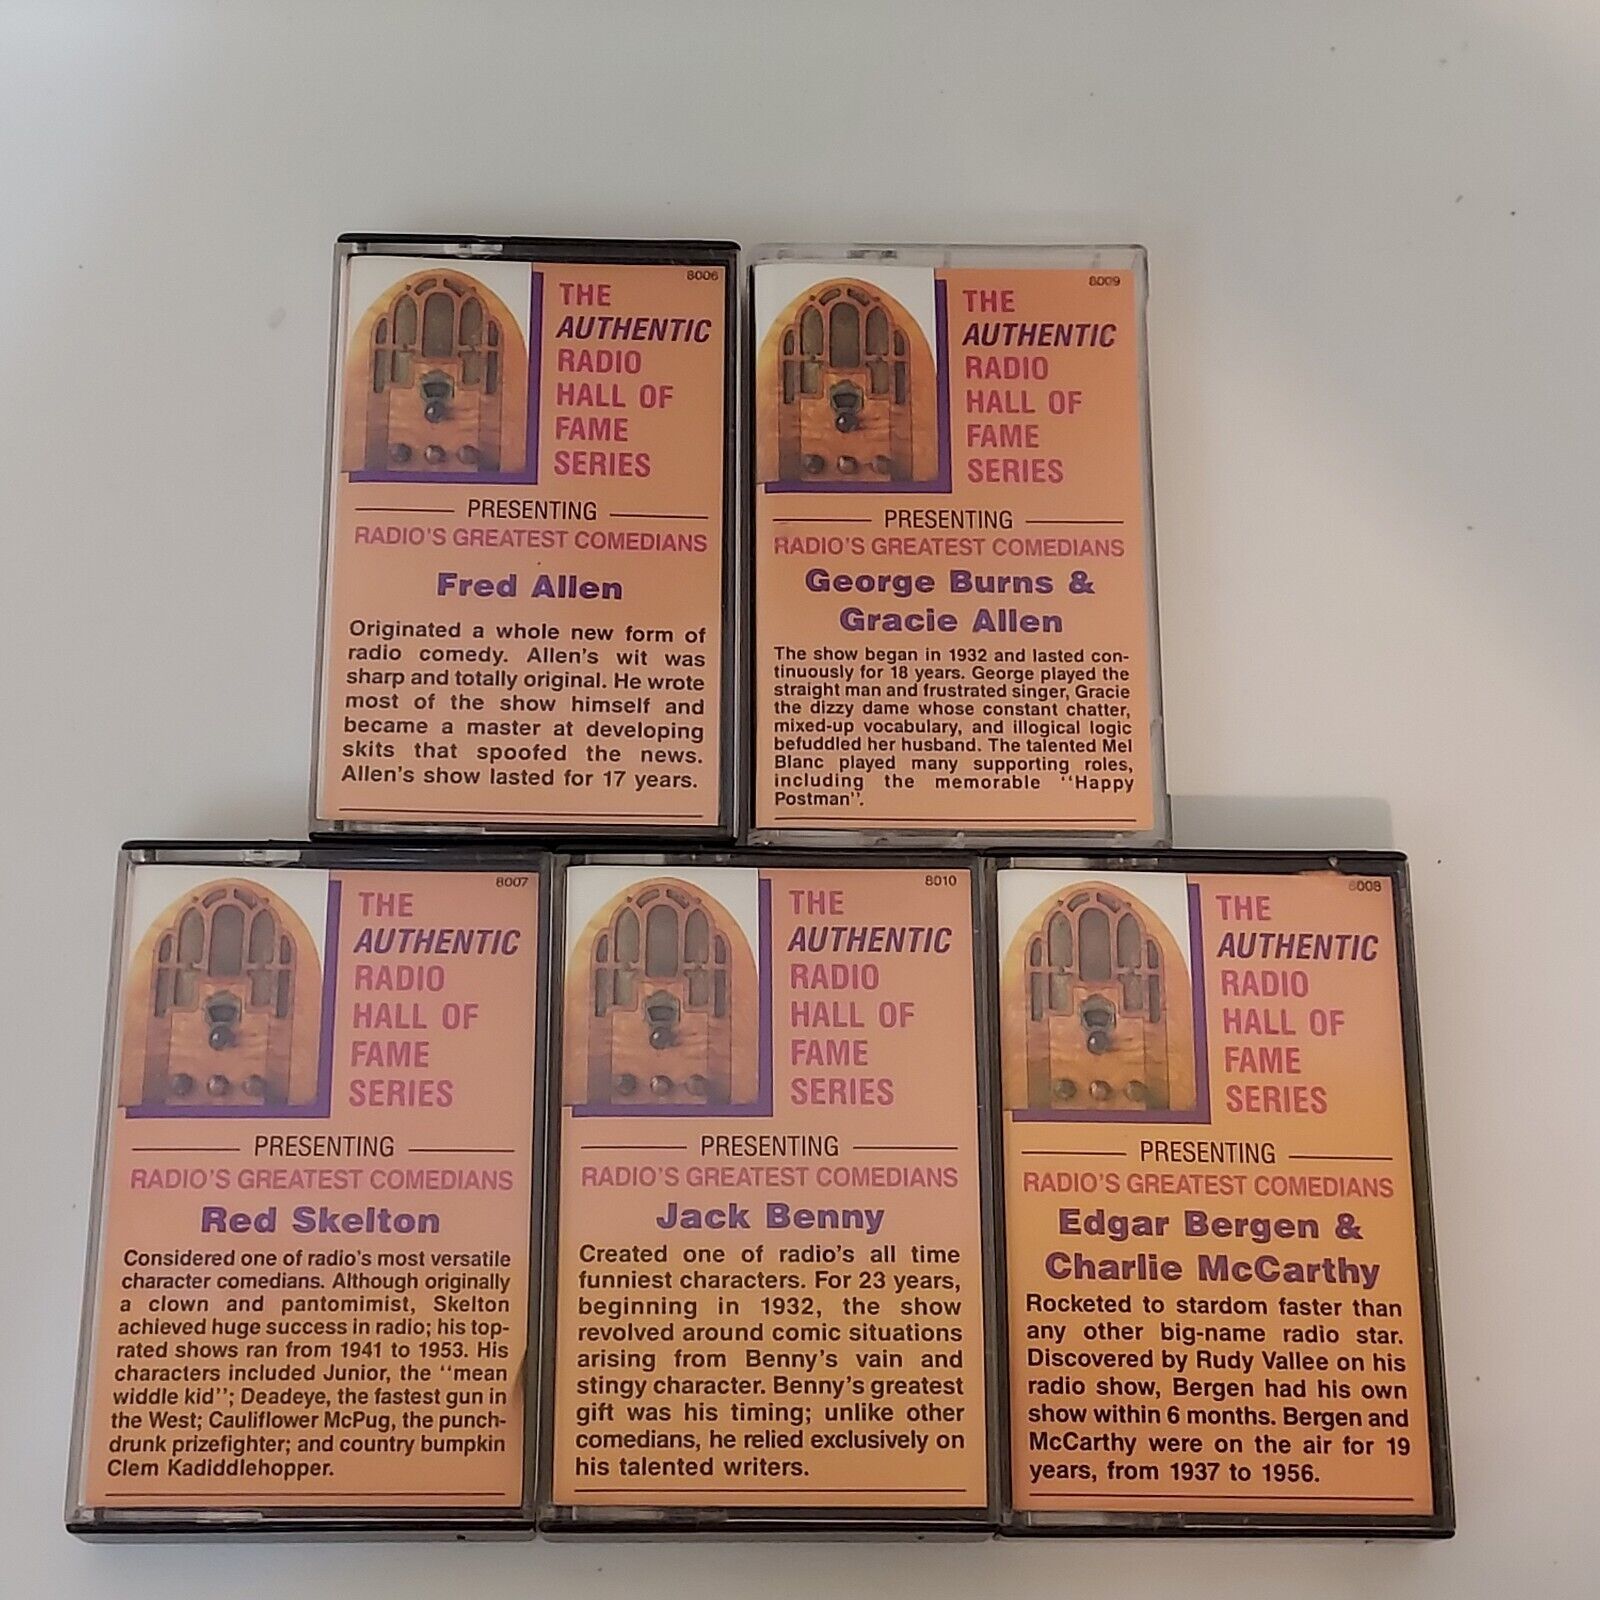 8006
THE
AUTHENTIC
RADIO
HALL OF
FAME
SERIES
PRESENTING
RADIO'S GREATEST COMEDIANS
Fred Allen
Originated a whole new form of
radio comedy. Allen's wit was
sharp and totally original. He wrote
most of the show himself and
became a master at developing
skits that spoofed the news.
Allen's show lasted for 17 years.
8009
THE
AUTHENTIC
RADIO
HALL OF
FAME
SERIES
PRESENTING
RADIO'S GREATEST COMEDIANS
George Burns &
Gracie Allen
The show began in 1932 and lasted con-
tinuously for 18 years. George played the
straight man and frustrated singer, Gracie
the dizzy dame whose constant chatter,
mixed-up vocabulary, and illogical logic
befuddled her husband. The talented Mel
Blanc played many supporting roles,
including the memorable "Happy
Postman".
8007
THE
AUTHENTIC
RADIO
HALL OF
FAME
SERIES
PRESENTING
RADIO'S GREATEST COMEDIANS
Red Skelton
Considered one of radio's most versatile
character comedians. Although originally
a clown and pantomimist, Skelton
achieved huge success in radio; his top-
rated shows ran from 1941 to 1953. His
characters included Junior, the "mean
widdle kid"; Deadeye, the fastest gun in
the West; Cauliflower McPug, the punch-
drunk prizefighter; and country bumpkin
Clem Kadiddlehopper.
8010
THE
AUTHENTIC
RADIO
HALL OF
FAME
SERIES
PRESENTING
RADIO'S GREATEST COMEDIANS
Jack Benny
Created one of radio's all time
funniest characters. For 23 years,
beginning in 1932, the show
revolved around comic situations
arising from Benny's vain and
stingy character. Benny's greatest
gift was his timing; unlike other
comedians, he relied exclusively on
his talented writers.
8008
THE
AUTHENTIC
RADIO
HALL OF
FAME
SERIES
PRESENTING
RADIO'S GREATEST COMEDIANS
Edgar Bergen &
Charlie McCarthy
Rocketed to stardom faster than
any other big-name radio star.
Discovered by Rudy Vallee on his
radio show, Bergen had his own
show within 6 months. Bergen and
McCarthy were on the air for 19
years, from 1937 to 1956.